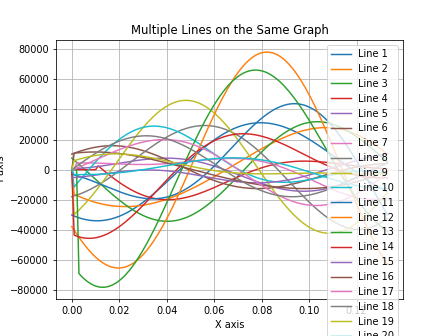 Multiple Lines on the Same Graph
80000
60000
40000
20000
0
−20000
−40000
−60000
−80000
0.00
0.02
0.04
0.06
0.08
0.10
X axis
Line 1
Line 2
Line 3
Line 4
Line 5
Line 6
Line 7
Line 8
Line 9
Line 10
Line 11
Line 12
Line 13
Line 14
Line 15
Line 16
Line 17
Line 18
Line 19
Line 20